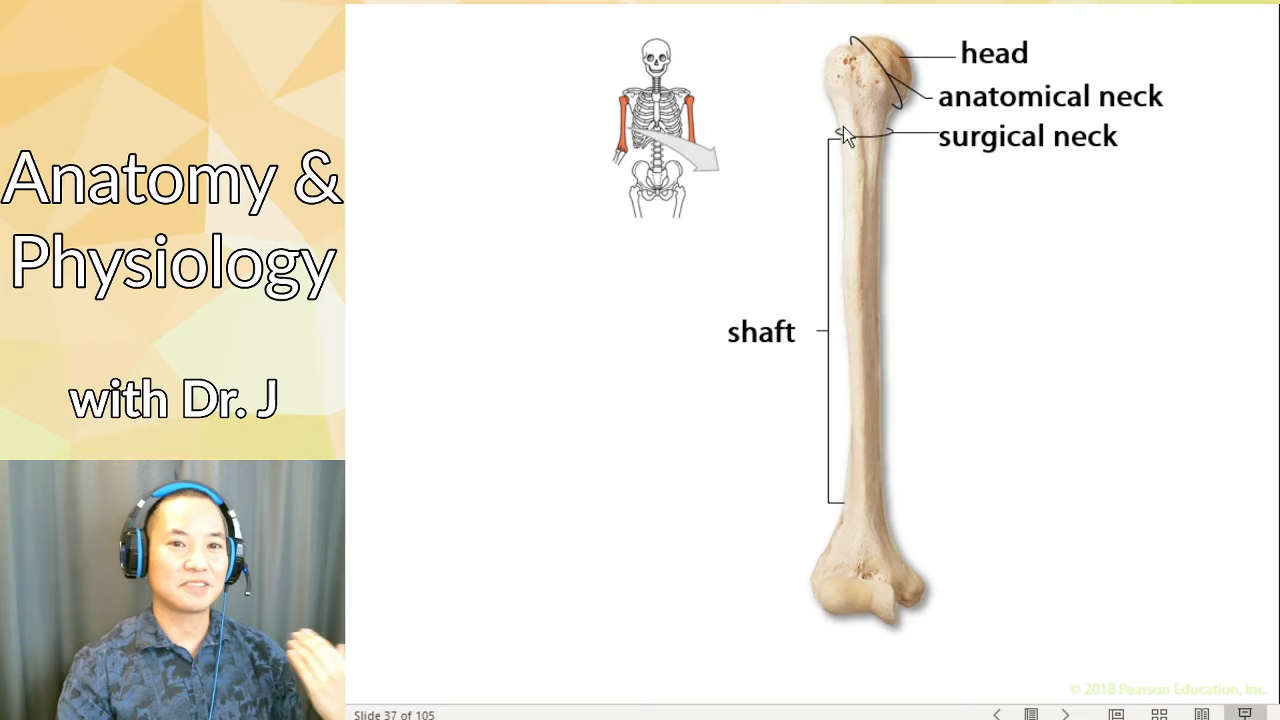 Anatomy &
Physiology
with Dr. J
head
anatomical neck
surgical neck
shaft
© 2018 Pearson Education, Inc.
Slide 37 of 105